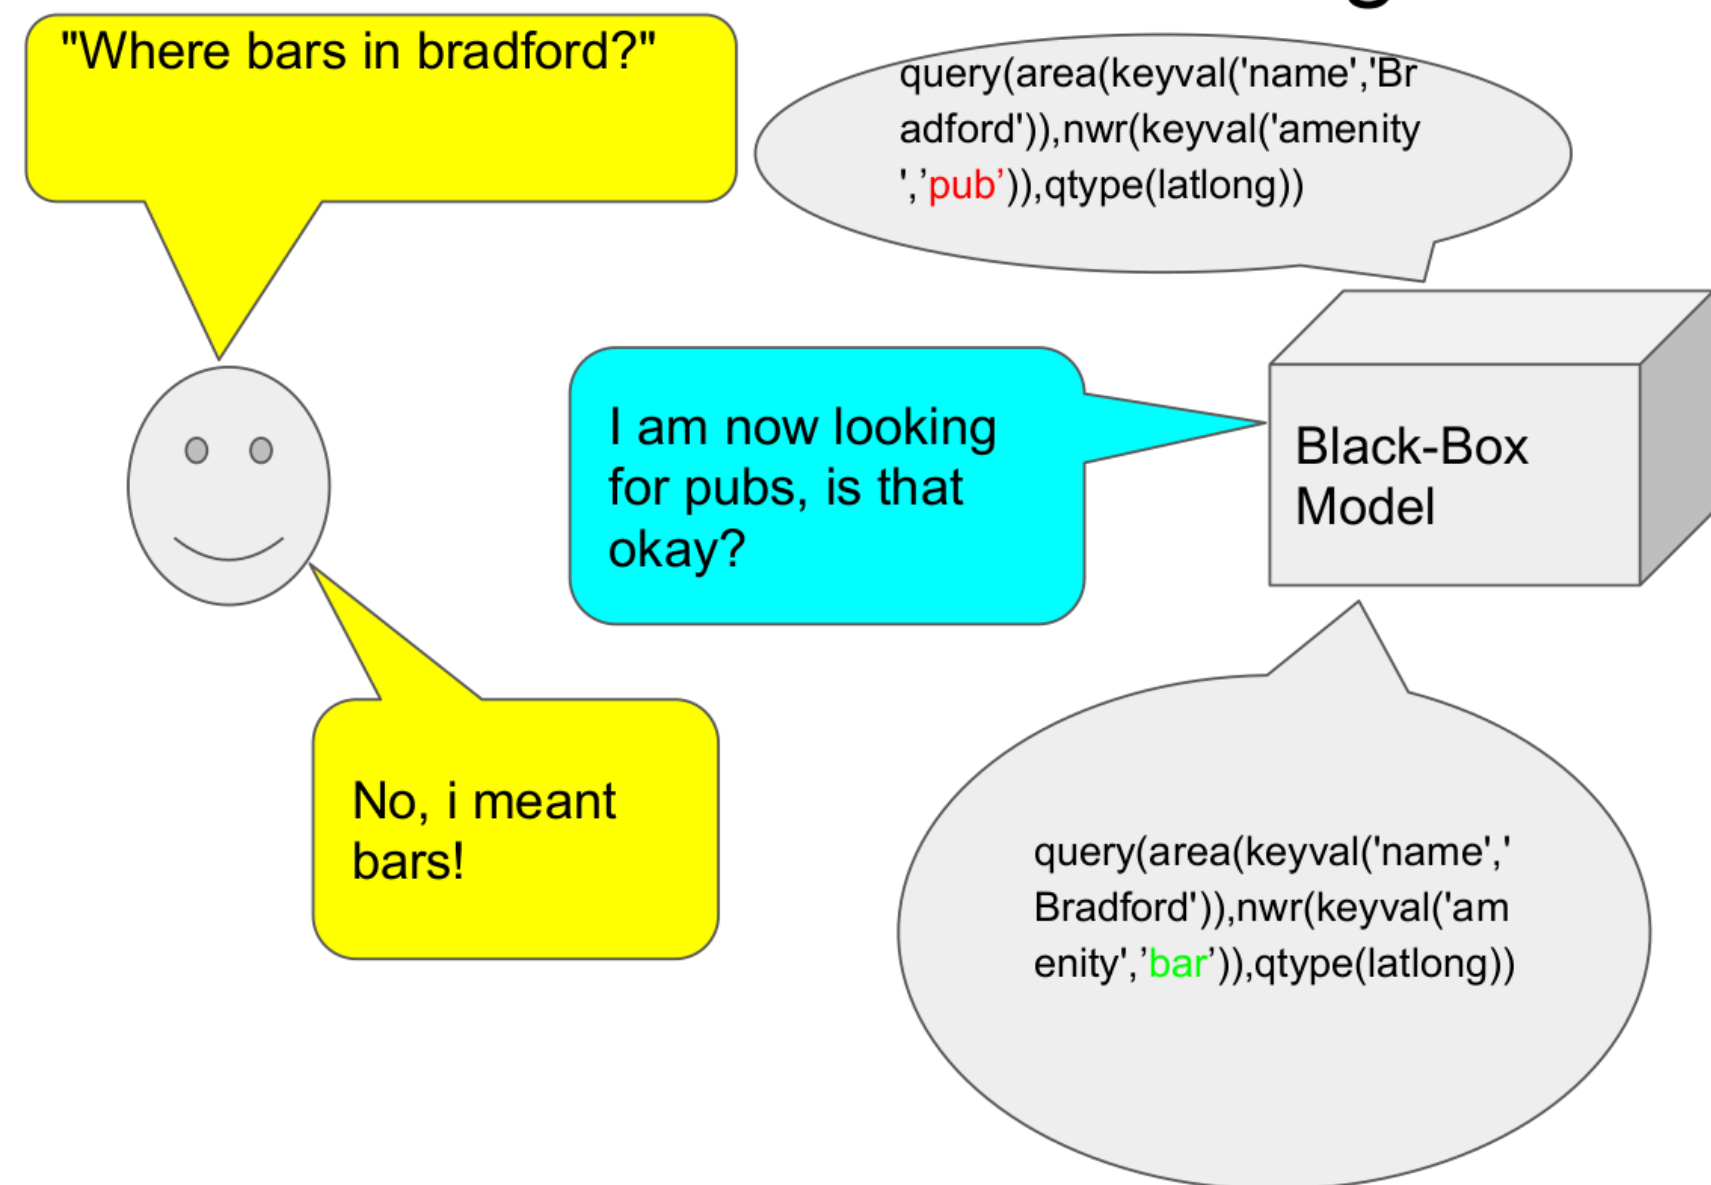 "Where bars in bradford?"
query(area(keyval('name','Br
adford')),nwr(keyval('amenity
','pub’)),qtype(latlong))
I am now looking
for pubs, is that
okay?
Black-Box
Model
No, i meant
bars!
query(area(keyval('name','
Bradford')),nwr(keyval('am
enity',’bar’)),qtype(latlong))